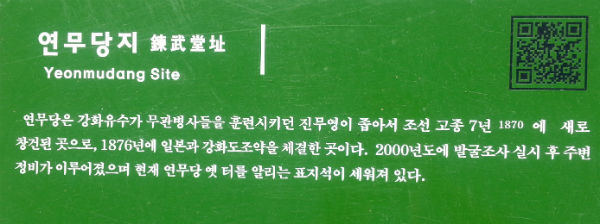 연무당지 鍊武堂址
Yeonmudang Site
연무당은 강화유수가 무관병사들을 훈련시키던 진무영이 좁아서 조선 고종 7년 1870 에 새로
창건된 곳으로, 1876년에 일본과 강화도조약을 체결한 곳이다. 2000년도에 발굴조사 실시 후 주변
정비가 이루어졌으며 현재 연무당 옛 터를 알리는 표지석이 세워져 있다.